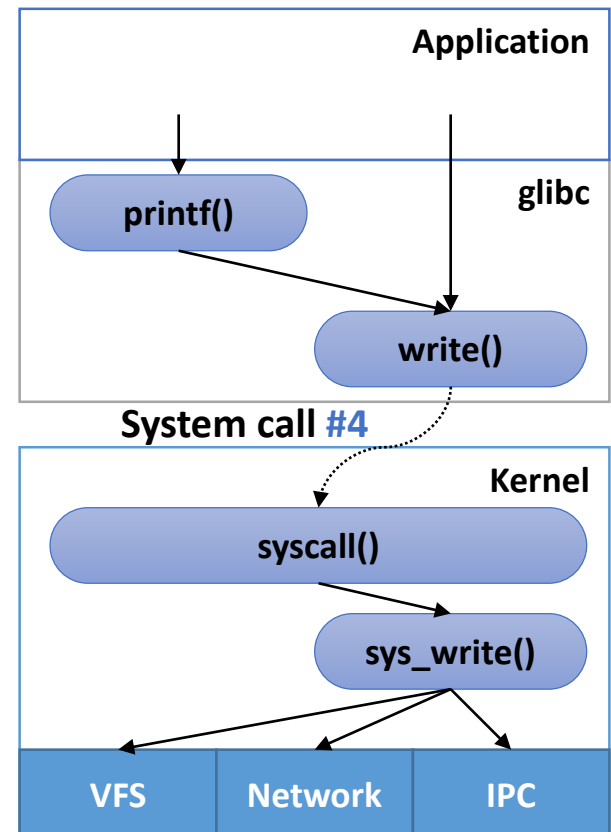 Application
glibc
printf()
write()
System call #4
Kernel
syscall()
sys_write()
VFS Network IPC